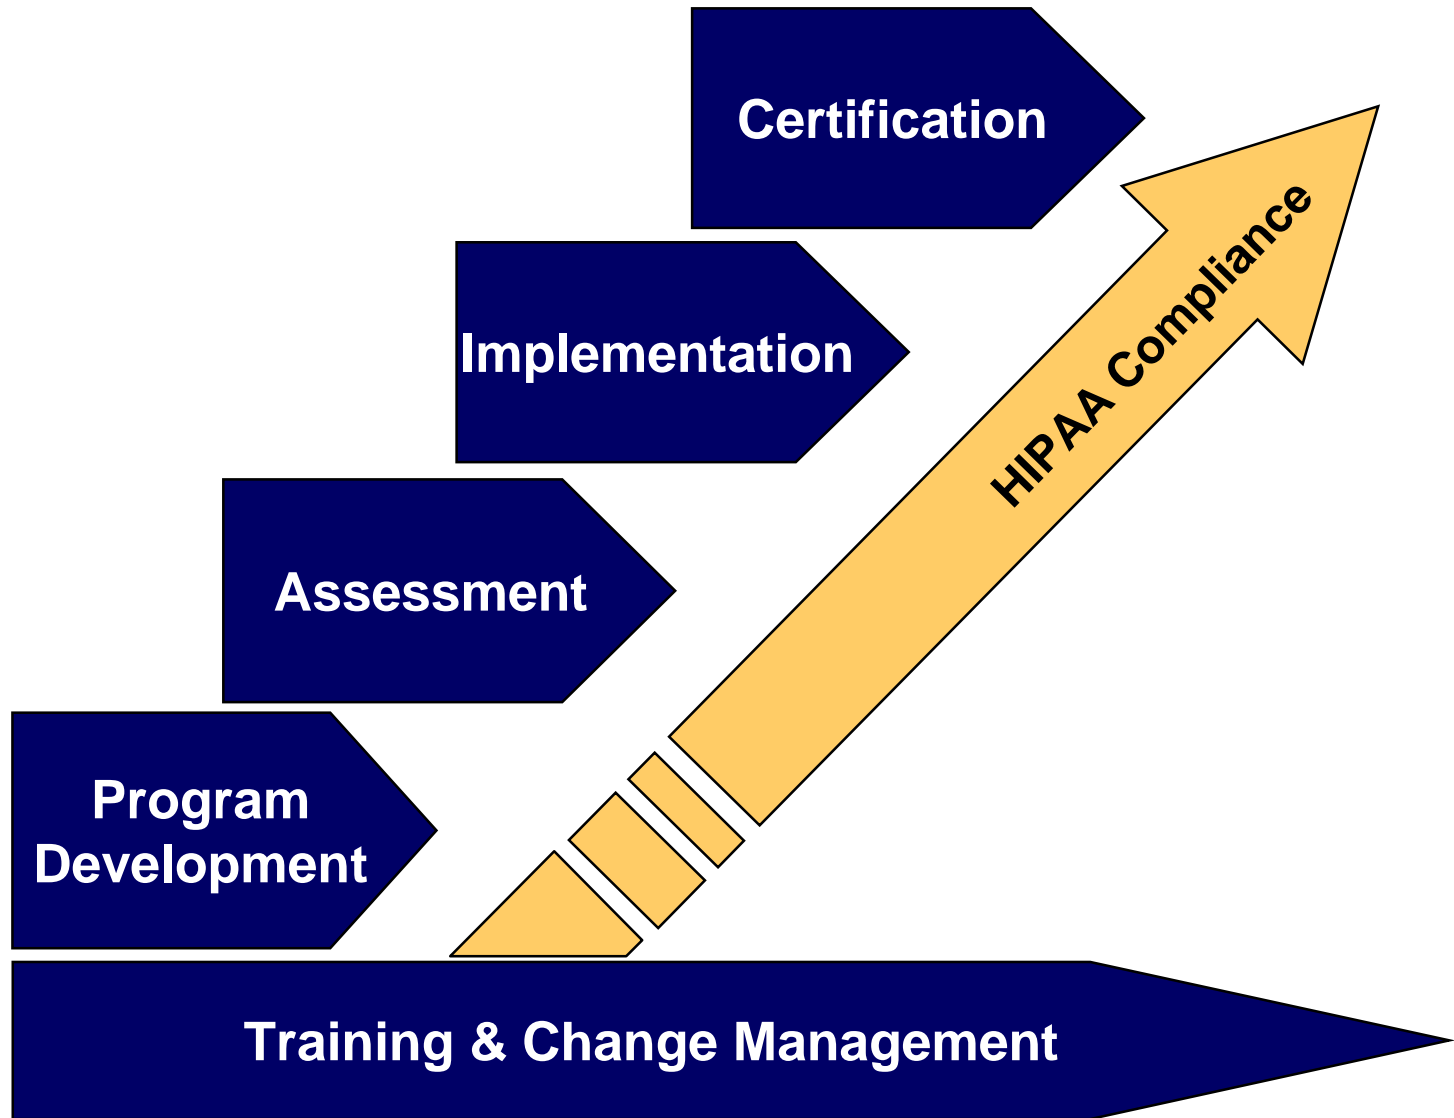 Certification
Implementation
HIPAA Compliance
Assessment
Program
Development
Training & Change Management